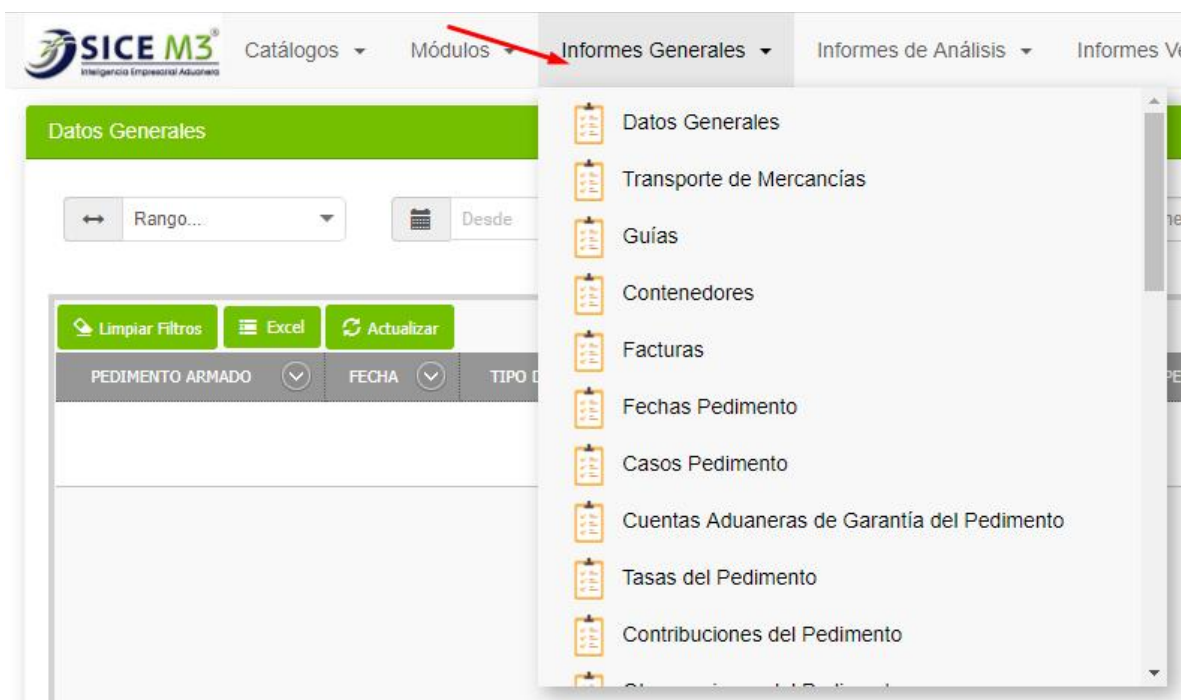 SICE M3®
Inteligencia Empresarial Aduanera
Catálogos
Módulos
Informes Generales
Informes de Análisis
Informes
Datos Generales
Rango...
Desde
Limpiar Filtros
Excel
Actualizar
PEDIMENTO ARMADO
FECHA
TIPO
Datos Generales
Transporte de Mercancías
Guías
Contenedores
Facturas
Fechas Pedimento
Casos Pedimento
Cuentas Aduaneras de Garantía del Pedimento
Tasas del Pedimento
Contribuciones del Pedimento